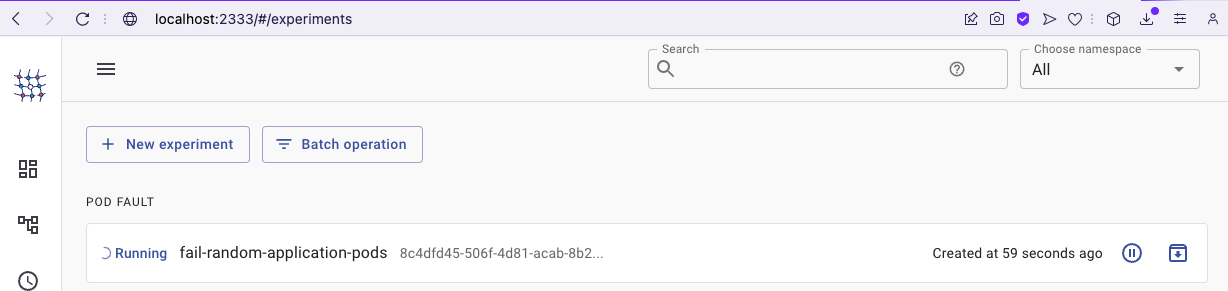 localhost:2333/#/experiments
Search
Choose namespace
All
New experiment
Batch operation
POD FAULT
Running fail-random-application-pods 8c4dfd45-506f-4d81-acab-8b2... Created at 59 seconds ago